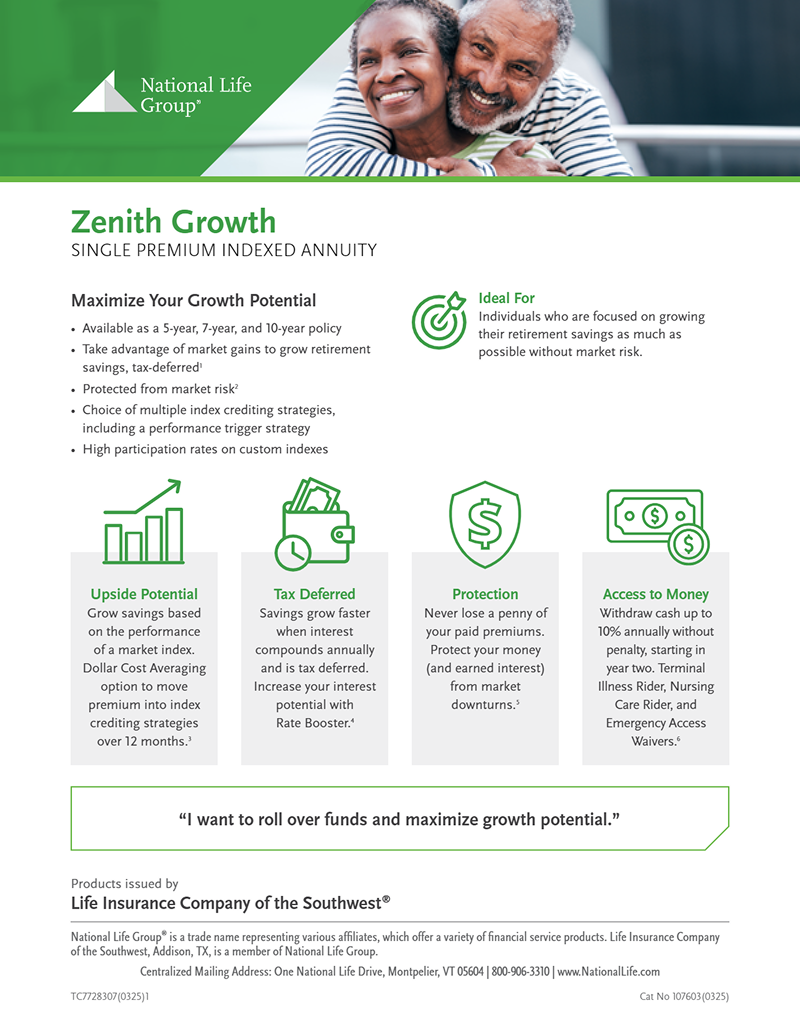 National Life
Group®
Zenith Growth
SINGLE PREMIUM INDEXED ANNUITY
Maximize Your Growth Potential
• Available as a 5-year, 7-year, and 10-year policy
• Take advantage of market gains to grow retirement
savings, tax-deferred¹
• Protected from market risk²
• Choice of multiple index crediting strategies,
including a performance trigger strategy
• High participation rates on custom indexes
Ideal For
Individuals who are focused on growing
their retirement savings as much as
possible without market risk.
Upside Potential
Grow savings based
on the performance
of a market index.
Dollar Cost Averaging
option to move
premium into index
crediting strategies
over 12 months.³
Tax Deferred
Savings grow faster
when interest
compounds annually
and is tax deferred.
Increase your interest
potential with
Rate Booster.⁴
$
Protection
Never lose a penny of
your paid premiums.
Protect your money
(and earned interest)
from market
downturns.⁵
$
$
Access to Money
Withdraw cash up to
10% annually without
penalty, starting in
year two. Terminal
Illness Rider, Nursing
Care Rider, and
Emergency Access
Waivers.⁶
“I want to roll over funds and maximize growth potential.”
Products issued by
Life Insurance Company of the Southwest®
National Life Group® is a trade name representing various affiliates, which offer a variety of financial service products. Life Insurance Company
of the Southwest, Addison, TX, is a member of National Life Group.
Centralized Mailing Address: One National Life Drive, Montpelier, VT 05604 | 800-906-3310 | www.NationalLife.com
TC7728307(0325)1
Cat No 107603(0325)